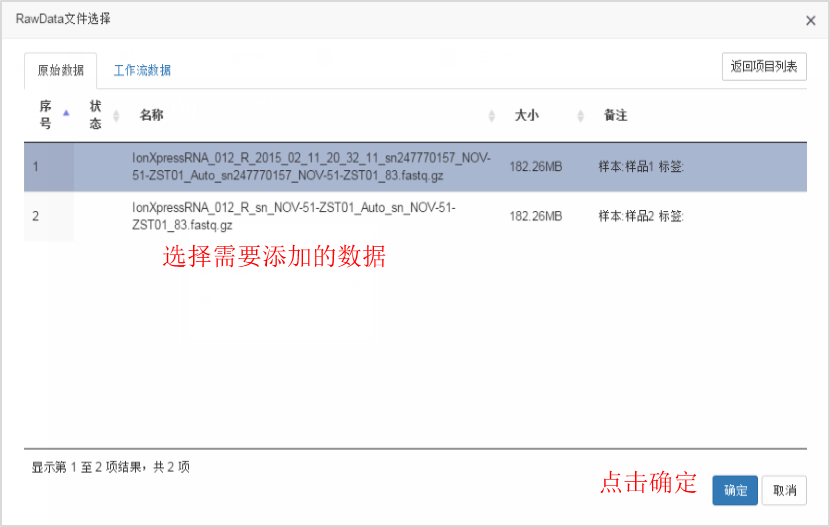 RawData文件选择
×
原始数据 工作流数据 返回项目列表
序号 状态 名称 大小 备注
1 IonXpressRNA_012_R_2015_02_11_20_32_11_sn247770157_NOV-
51-ZST01_Auto_sn247770157_NOV-51-ZST01_83.fastq.gz 182.26MB 样本:样品1 标签:
2 IonXpressRNA_012_R_sn_NOV-51-ZST01_Auto_sn_NOV-51-
ZST01_83.fastq.gz 182.26MB 样本:样品2 标签:
选择需要添加的数据
显示第 1 至 2 项结果，共 2 项
点击确定 确定 取消